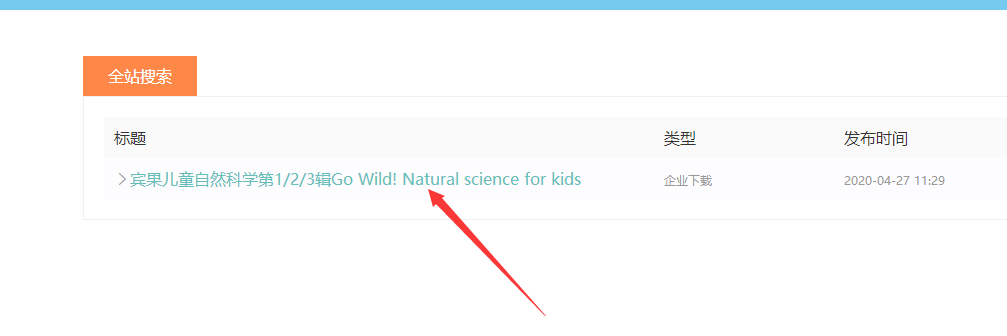 全站搜索
标题 类型 发布时间
宾果儿童自然科学第1/2/3辑Go Wild! Natural science for kids 企业下载 2020-04-27 11:29